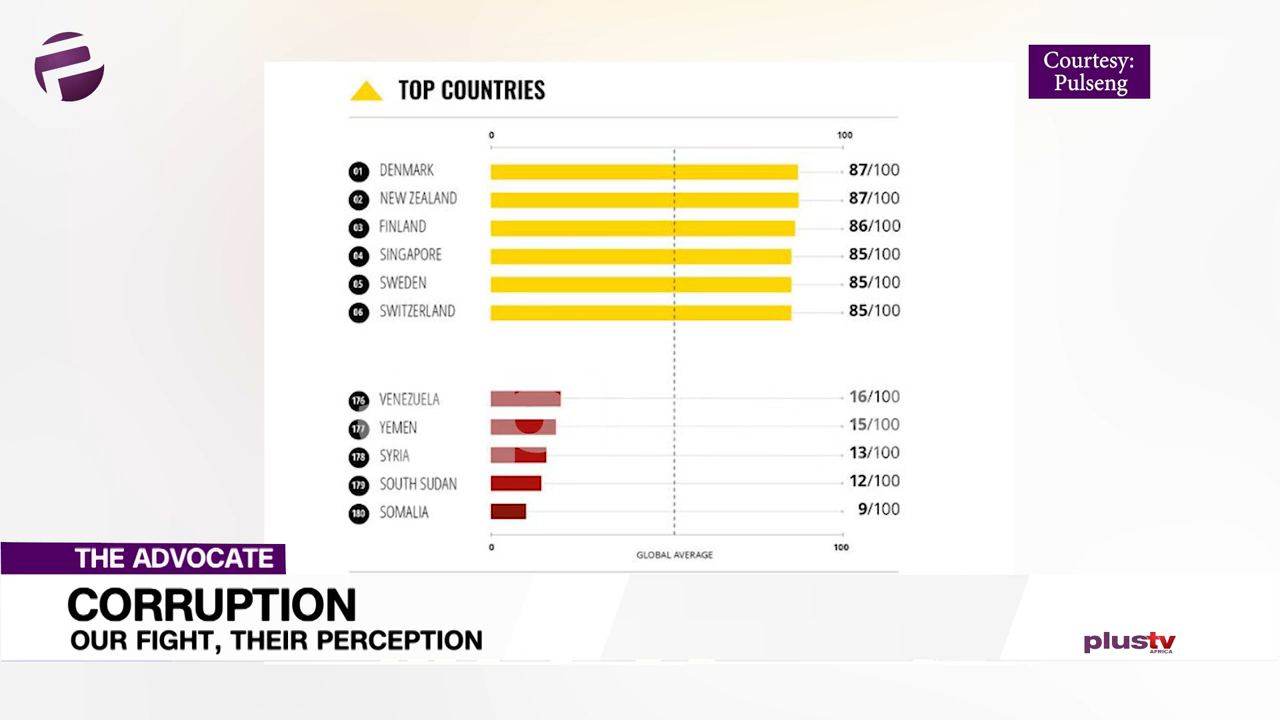 Courtesy:
Pulseng
TOP COUNTRIES
0 100
01 DENMARK 87/100
02 NEW ZEALAND 87/100
03 FINLAND 86/100
04 SINGAPORE 85/100
05 SWEDEN 85/100
06 SWITZERLAND 85/100
176 VENEZUELA 16/100
177 YEMEN 15/100
178 SYRIA 13/100
179 SOUTH SUDAN 12/100
180 SOMALIA 9/100
0 100
GLOBAL AVERAGE
THE ADVOCATE
CORRUPTION
OUR FIGHT, THEIR PERCEPTION
plustv
AFRICA